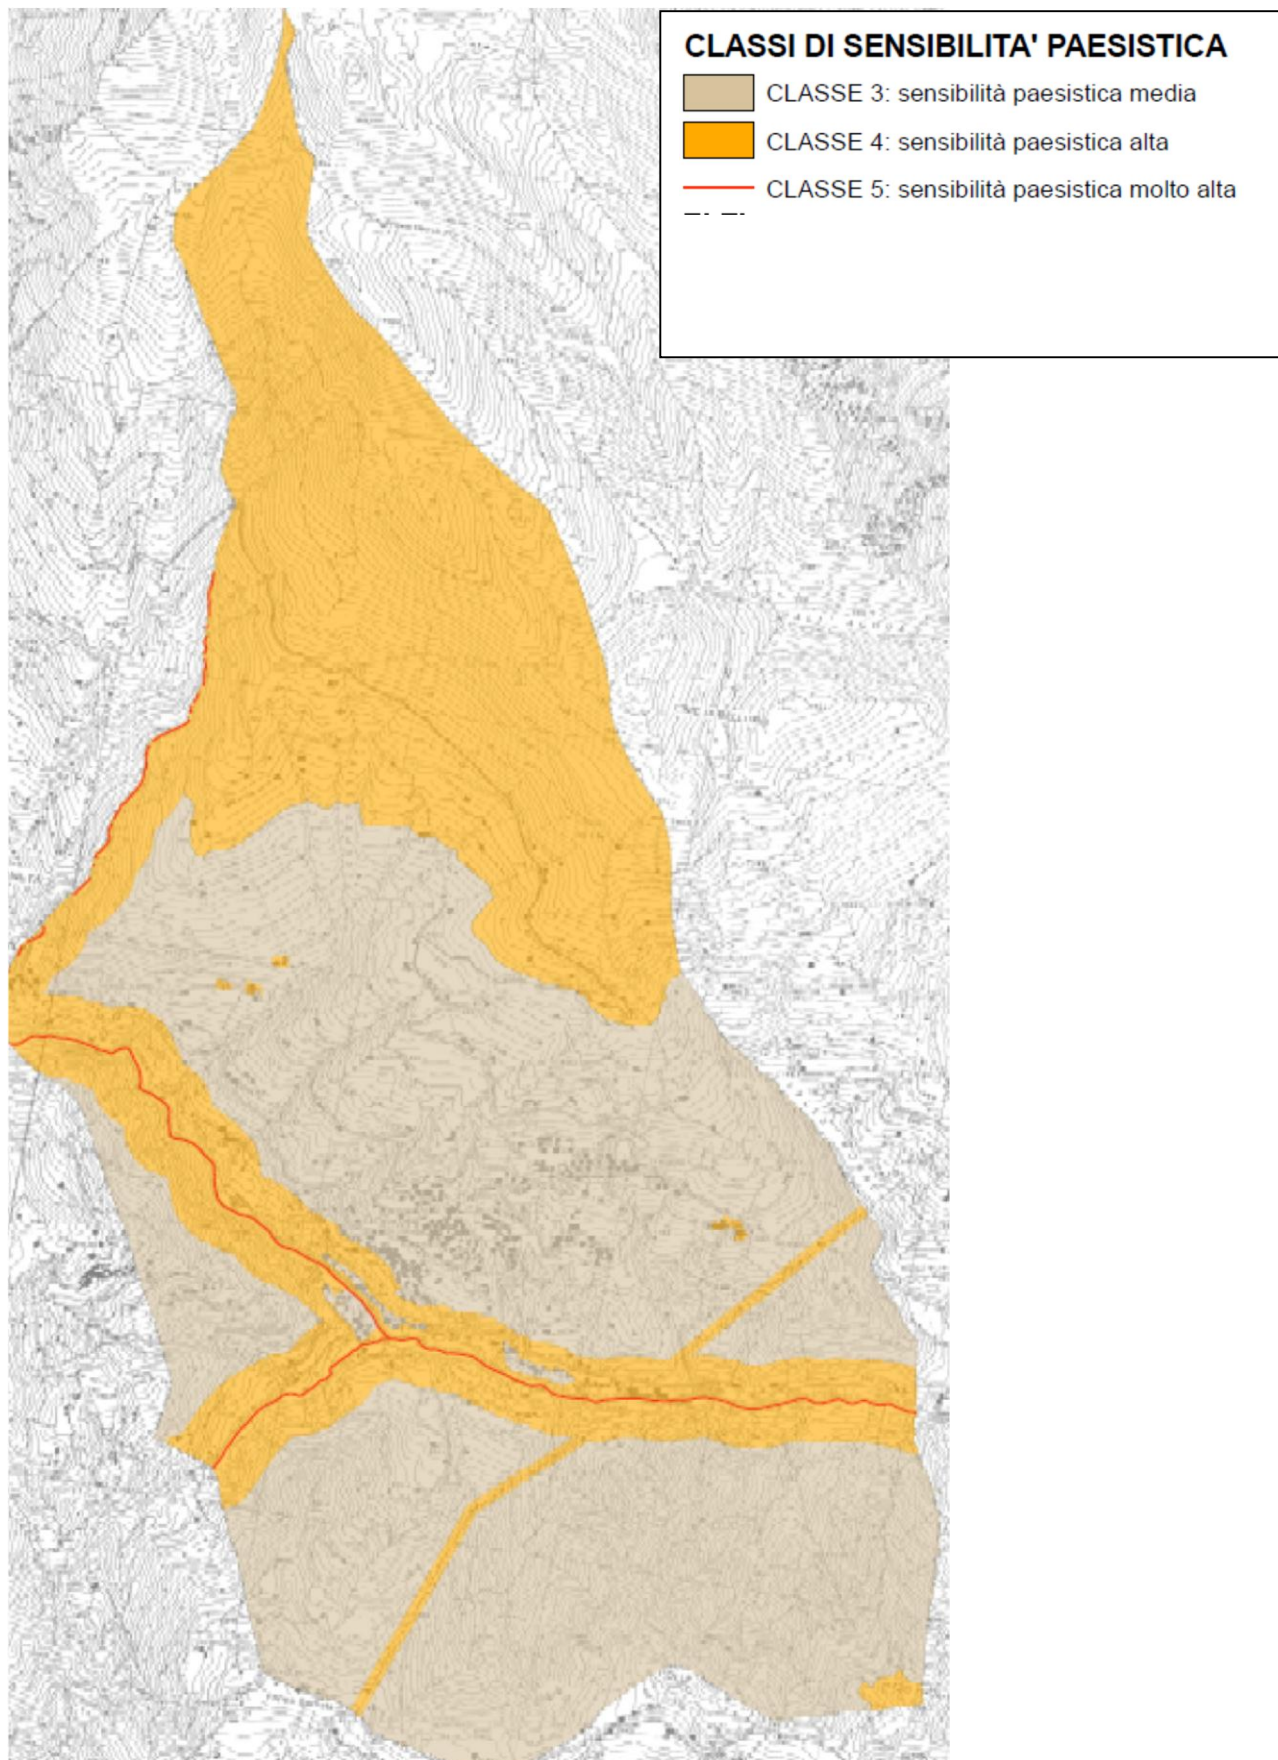 CLASSI DI SENSIBILITA' PAESISTICA
CLASSE 3: sensibilità paesistica media
CLASSE 4: sensibilità paesistica alta
CLASSE 5: sensibilità paesistica molto alta